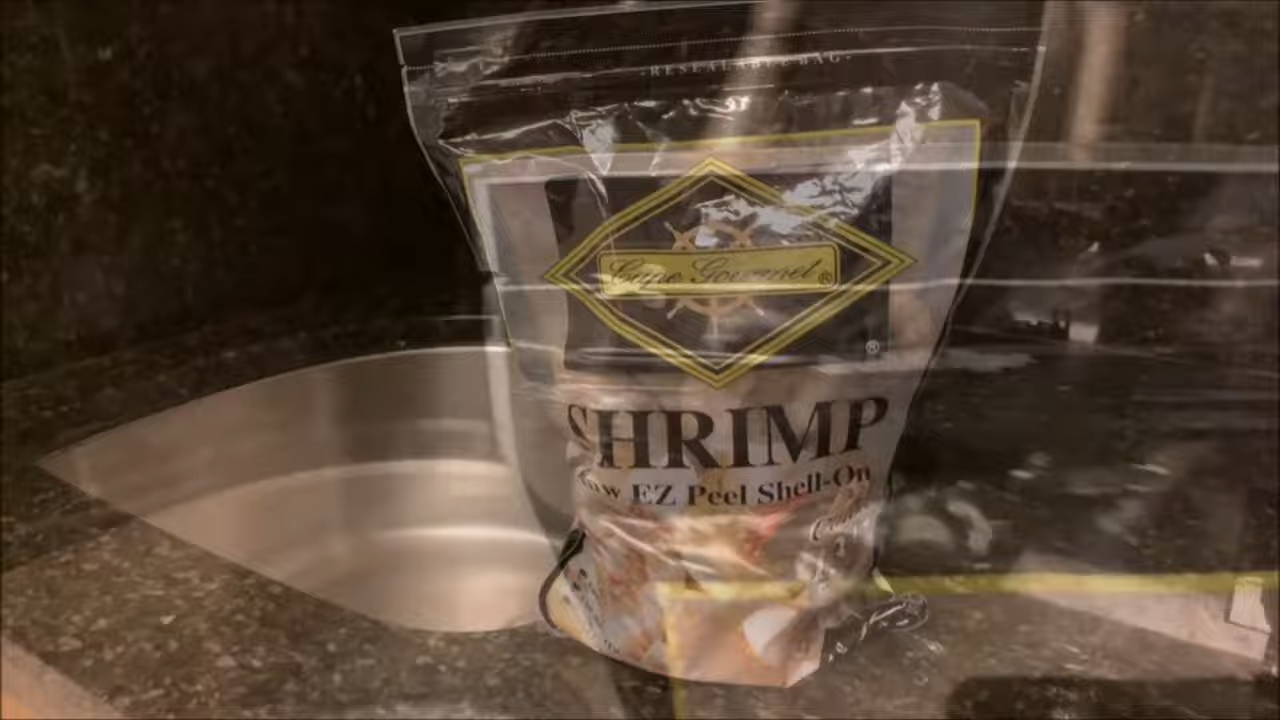 -RESEALABLE BAG-
Cape Gourmet®
®
SHRIMP
Raw EZ Peel Shell-On